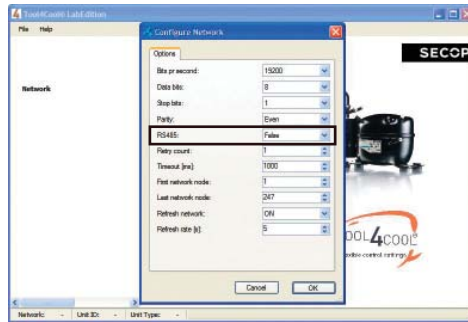 Tool4Cool® LabEdition
File Help
Configure Network
Options
SECOP
Bits pr second: 19200
Data bits: 8
Network
Stop bits: 1
Parity: Even
RS485: False
Retry count: 1
Timeout [ms]: 1000
First network node: 1
Last network node: 247
Refresh network: ON
Refresh rate [s]: 5
TOOL4COOL
Cancel OK
Network: - Unit ID: - Unit Type: -